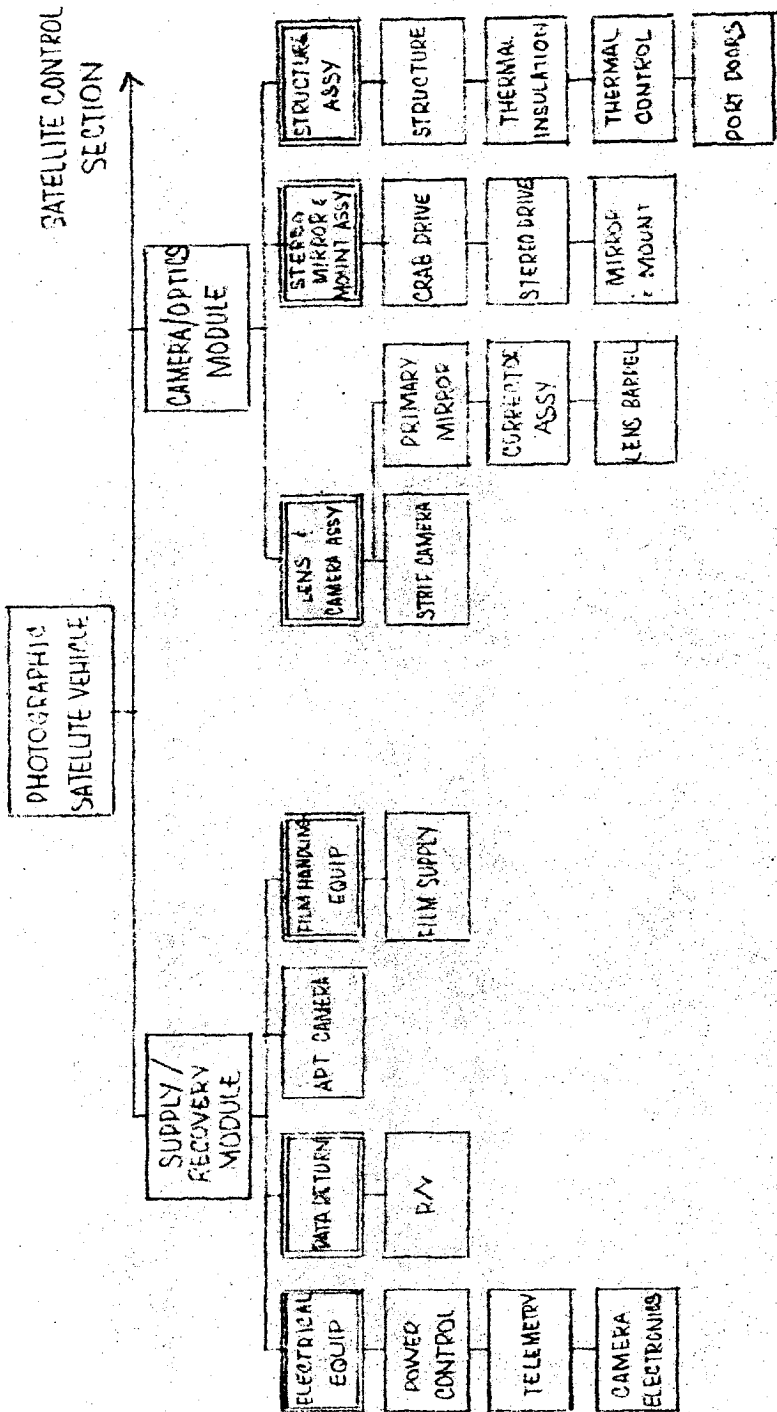 PHOTOGRAPHIC
SATELLITE VEHICLE
SATELLITE CONTROL
SECTION
SUPPLY/
RECOVERY
MODULE
CAMERA/OPTICS
MODULE
ELECTRICAL
EQUIP
POWER
CONTROL
TELEMETRY
CAMERA
ELECTRONICS
DATA RETURN
R/V
APT CAMERA
FILM HANDLING
EQUIP
FILM SUPPLY
LENS &
CAMERA ASSY
STRIP CAMERA
PRIMARY
MIRROR
CORRECTOR
ASSY
LENS BARREL
STEREO
MIRROR &
MOUNT ASSY
CRAB DRIVE
STEREO DRIVE
MIRROR
& MOUNT
STRUCTURE
ASSY
STRUCTURE
THERMAL
INSULATION
THERMAL
CONTROL
PORT DOORS